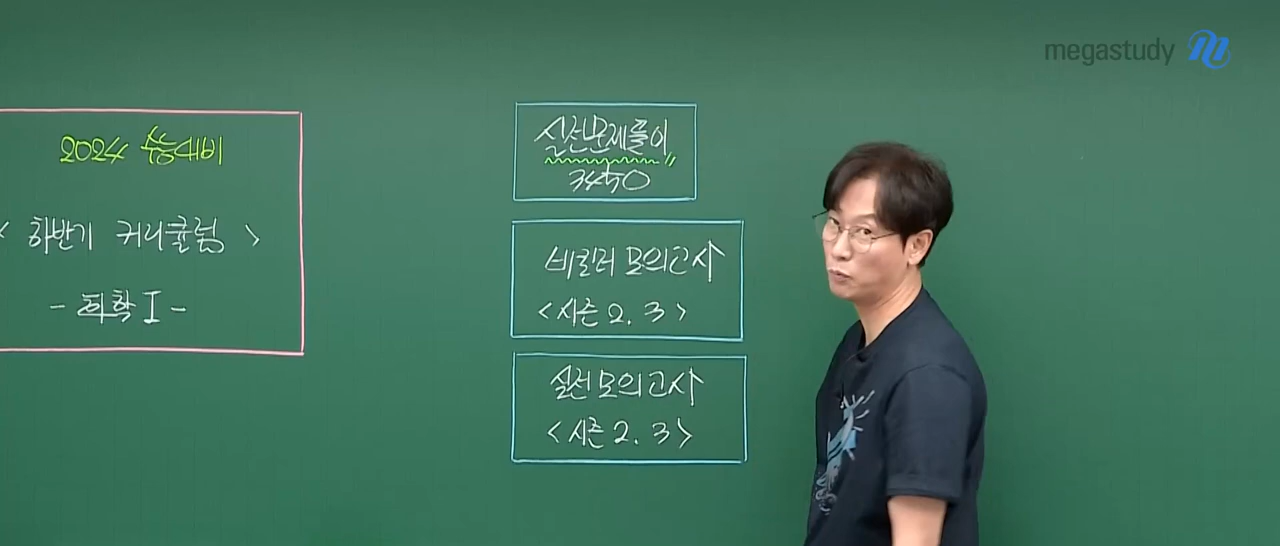 megastudy
2024 수능대비
< 하반기 커리큘럼 >
- 화학 I -
실전문제풀이
3450
비킬러 모의고사
<시즌 2. 3>
실전모의고사
<시즌 2. 3>